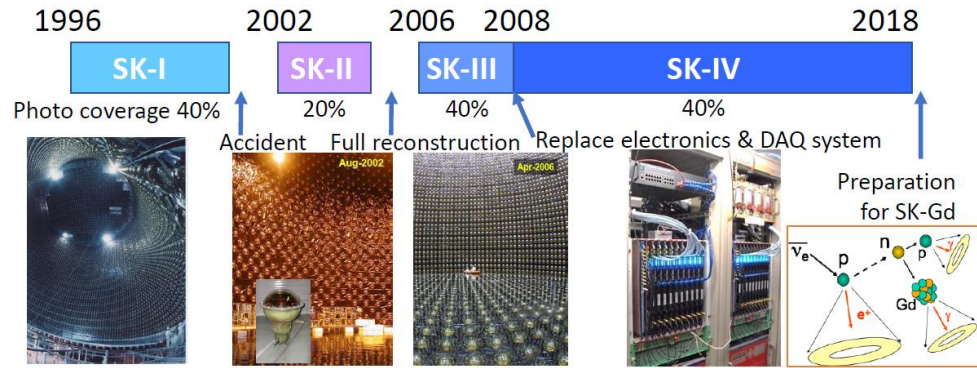 1996 2002 2006 2008 2018
SK-I SK-II SK-III SK-IV
Photo coverage 40% 20% 40% 40%
Accident Full reconstruction Replace electronics & DAQ system
Aug-2002
Apr-2006
Preparation
for SK-Gd
ν̅e p n p γ
Gd
e⁺ γ